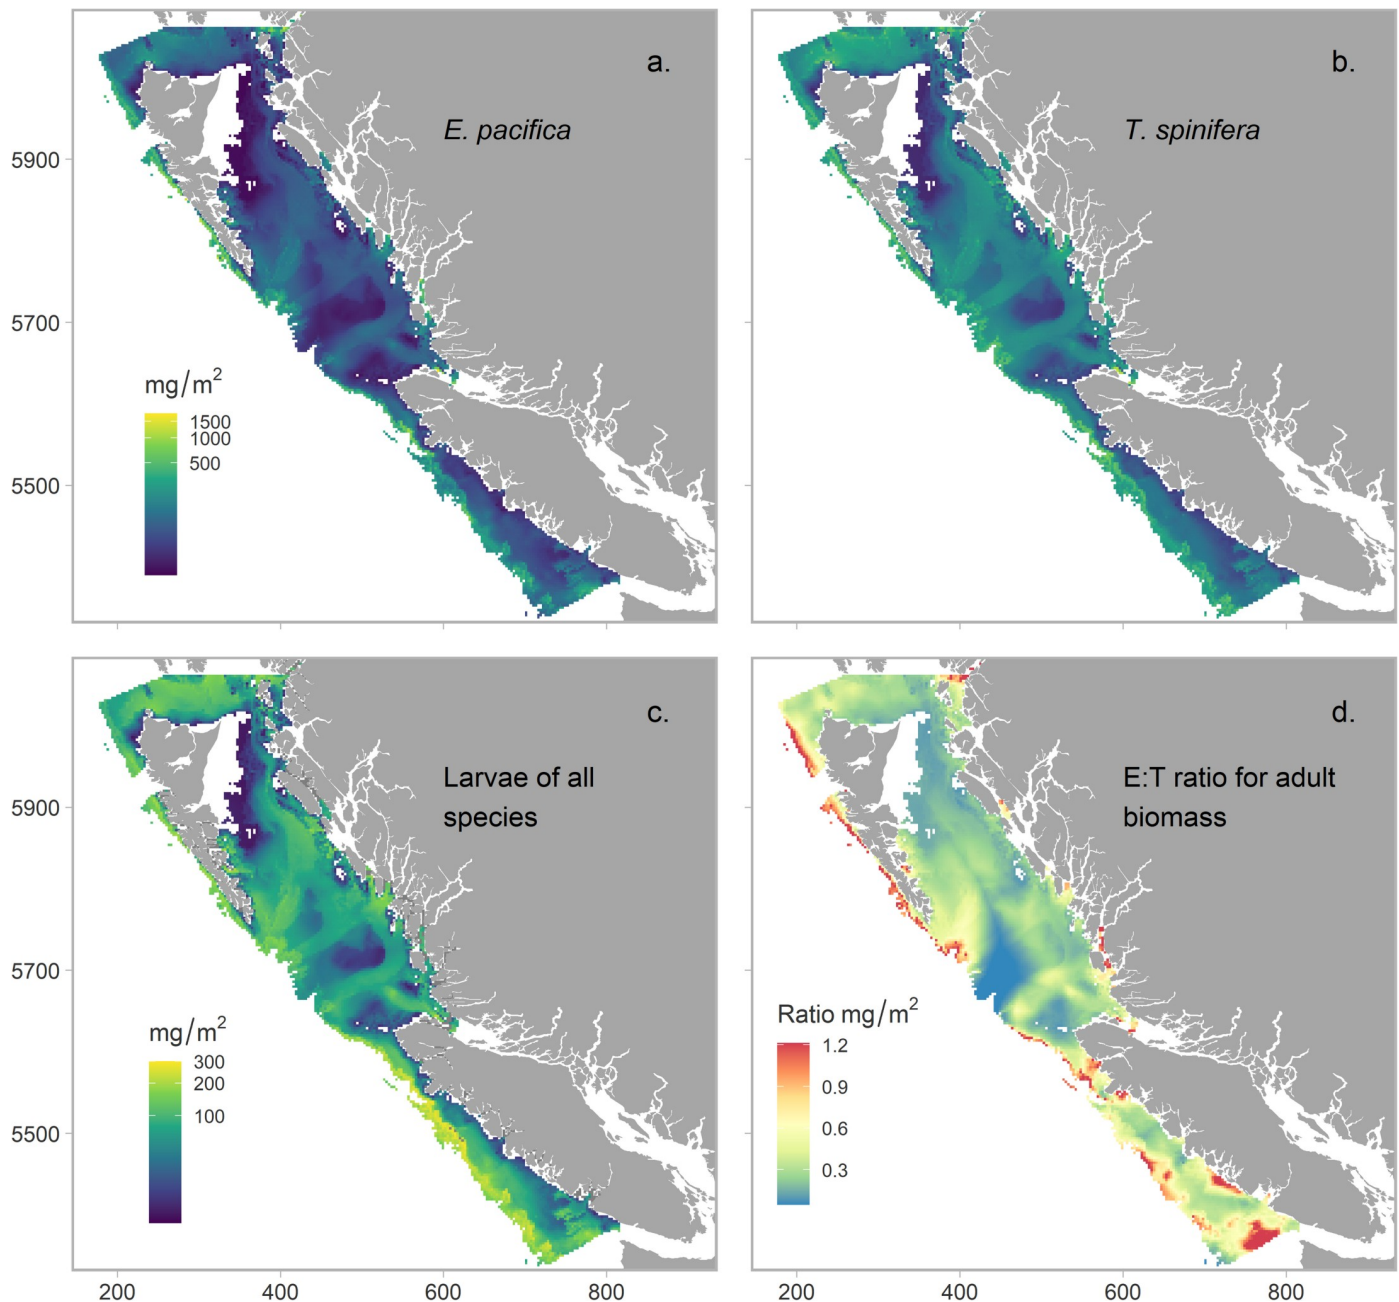 a.
E. pacifica
5900
5700
5500
mg/m²
1500
1000
500
b.
T. spinifera
c.
Larvae of all
species
5900
5700
5500
mg/m²
300
200
100
200
400
600
800
d.
E:T ratio for adult
biomass
Ratio mg/m²
1.2
0.9
0.6
0.3
200
400
600
800